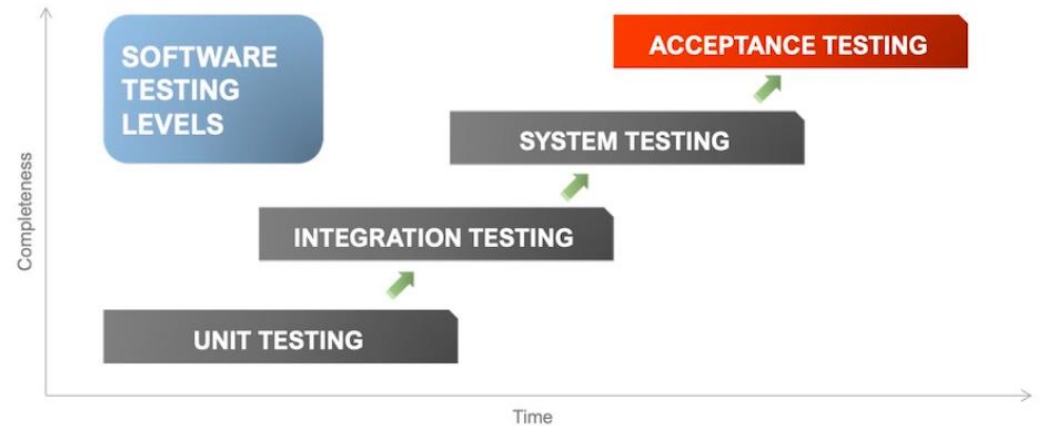 SOFTWARE
TESTING
LEVELS
ACCEPTANCE TESTING
SYSTEM TESTING
INTEGRATION TESTING
UNIT TESTING
Completeness
Time